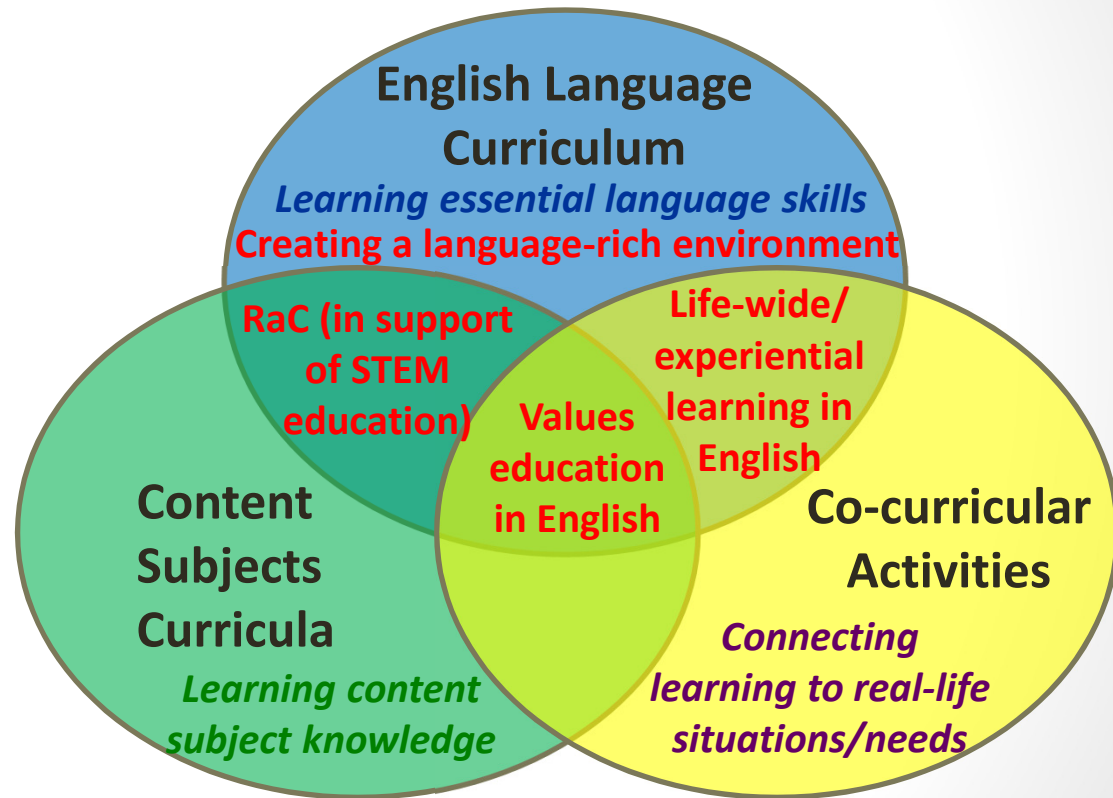 English Language
Curriculum
Learning essential language skills
Creating a language-rich environment
RaC (in support
of STEM
education)
Life-wide/
experiential
learning in
English
Values
education
in English
Content
Subjects
Curricula
Learning content
subject knowledge
Co-curricular
Activities
Connecting
learning to real-life
situations/needs